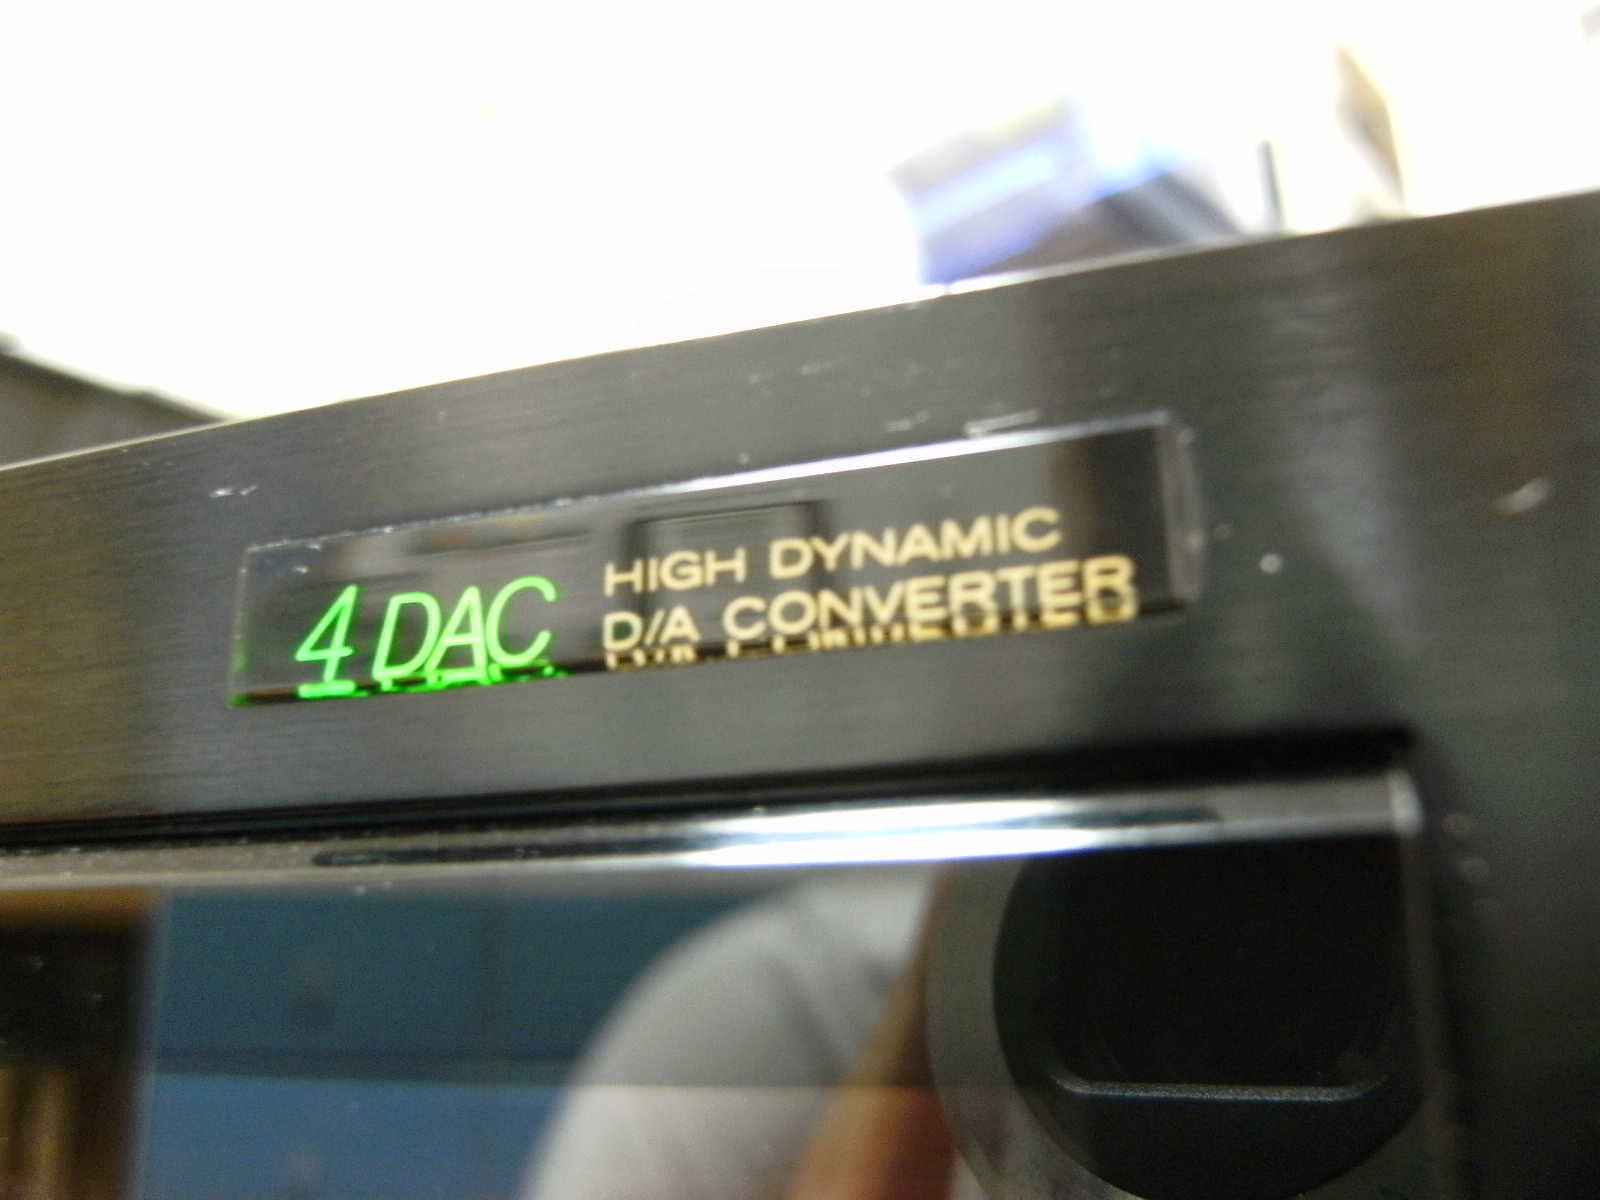 4 DAC
HIGH DYNAMIC
D/A CONVERTER